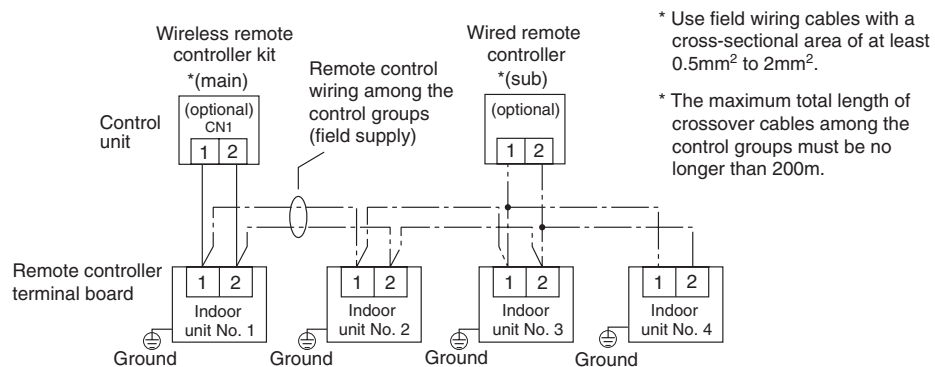 Wireless remote
controller kit
*(main)
Control
unit
(optional)
CN1
1 2
Remote control
wiring among the
control groups
(field supply)
Wired remote
controller
*(sub)
(optional)
1 2
* Use field wiring cables with a
cross-sectional area of at least
0.5mm² to 2mm².
* The maximum total length of
crossover cables among the
control groups must be no
longer than 200m.
Remote controller
terminal board
1 2
Indoor
unit No. 1
Ground
1 2
Indoor
unit No. 2
Ground
1 2
Indoor
unit No. 3
Ground
1 2
Indoor
unit No. 4
Ground